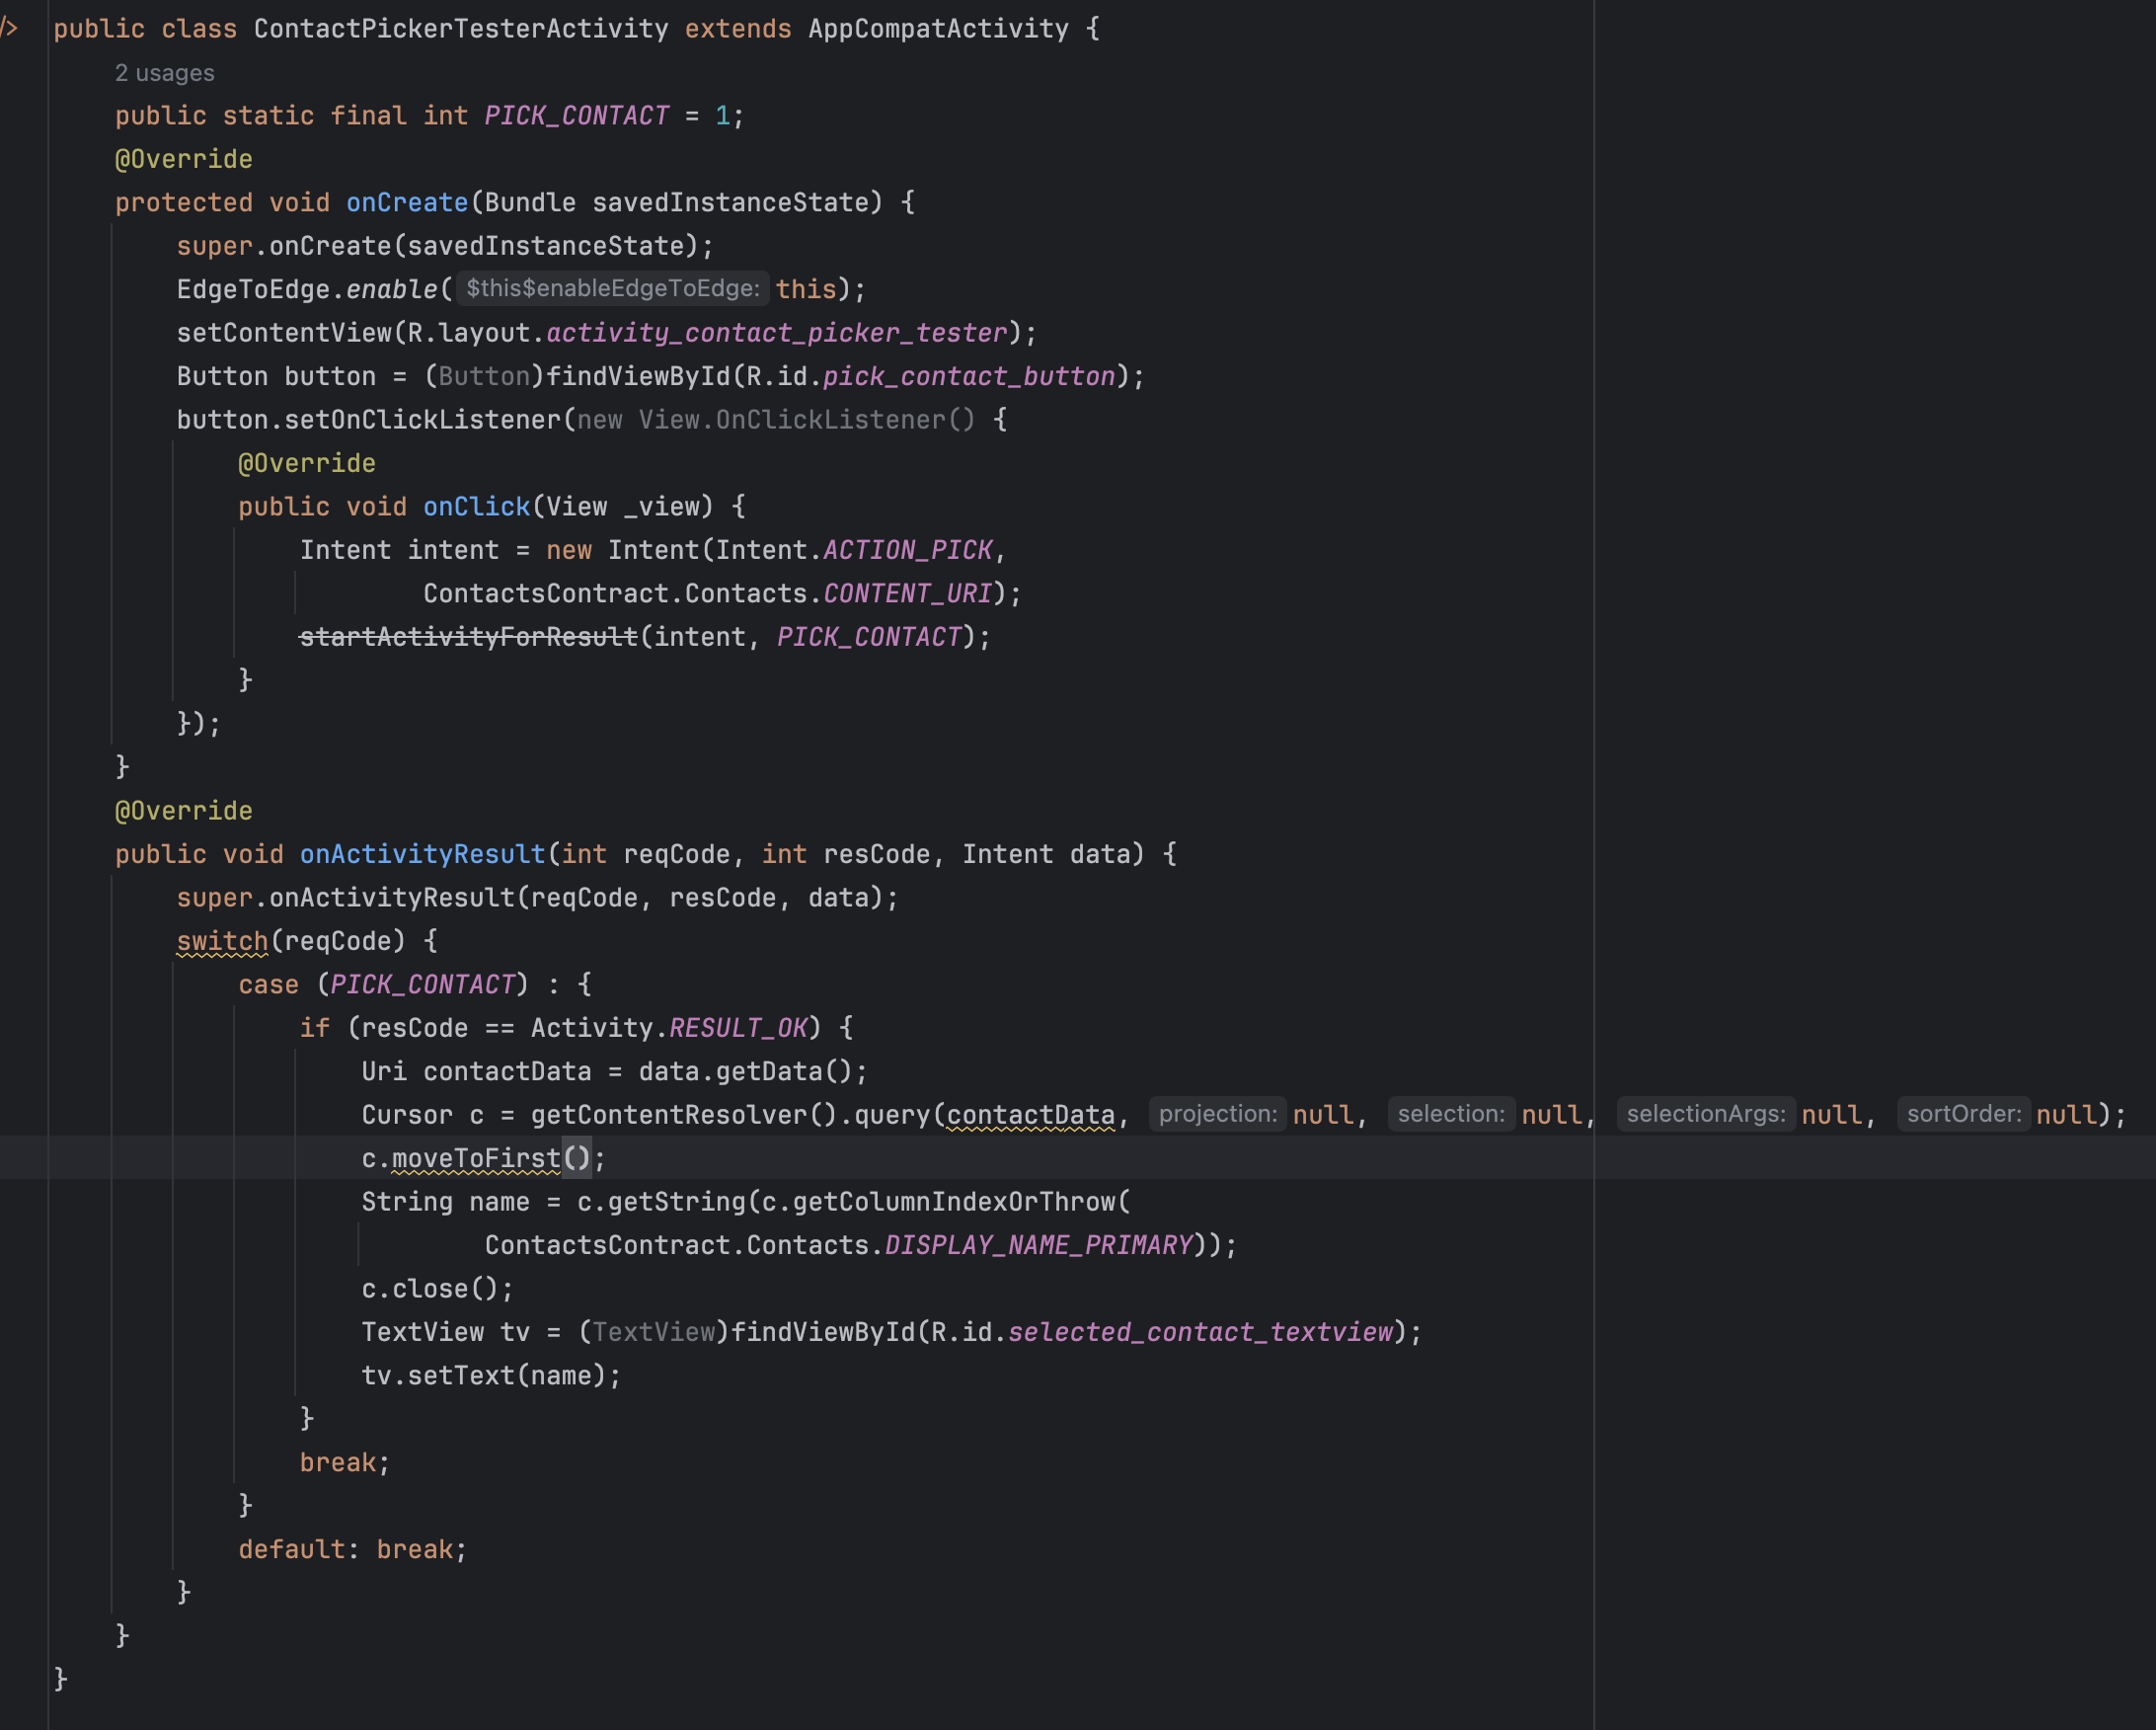 />
public class ContactPickerTesterActivity extends AppCompatActivity {
2 usages
public static final int PICK_CONTACT = 1;
@Override
protected void onCreate(Bundle savedInstanceState) {
super.onCreate(savedInstanceState);
EdgeToEdge.enable( $this$enableEdgeToEdge: this);
setContentView(R.layout.activity_contact_picker_tester);
Button button = (Button)findViewById(R.id.pick_contact_button);
button.setOnClickListener(new View.OnClickListener() {
@Override
public void onClick(View _view) {
Intent intent = new Intent(Intent.ACTION_PICK,
ContactsContract.Contacts.CONTENT_URI);
startActivityForResult(intent, PICK_CONTACT);
}
});
}
@Override
public void onActivityResult(int reqCode, int resCode, Intent data) {
super.onActivityResult(reqCode, resCode, data);
switch(reqCode) {
case (PICK_CONTACT) : {
if (resCode == Activity.RESULT_OK) {
Uri contactData = data.getData();
Cursor c = getContentResolver().query(contactData, projection: null, selection: null, selectionArgs: null, sortOrder: null);
c.moveToFirst();
String name = c.getString(c.getColumnIndexOrThrow(
ContactsContract.Contacts.DISPLAY_NAME_PRIMARY));
c.close();
TextView tv = (TextView)findViewById(R.id.selected_contact_textview);
tv.setText(name);
}
break;
}
default: break;
}
}
}